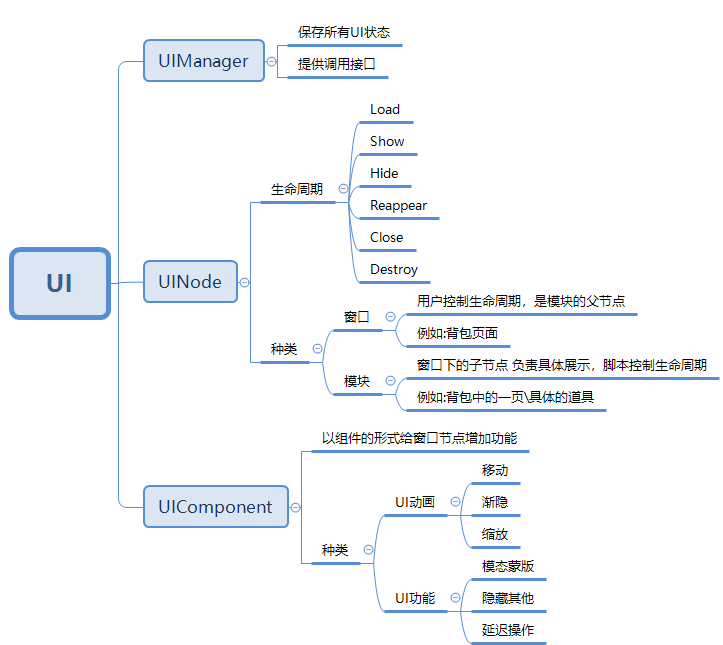 UI
UIManager
保存所有UI状态
提供调用接口
UINode
生命周期
Load
Show
Hide
Reappear
Close
Destroy
种类
窗口
用户控制生命周期，是模块的父节点
例如:背包页面
模块
窗口下的子节点 负责具体展示，脚本控制生命周期
例如:背包中的一页\具体的道具
UIComponent
以组件的形式给窗口节点增加功能
种类
UI动画
移动
渐隐
缩放
UI功能
模态蒙版
隐藏其他
延迟操作